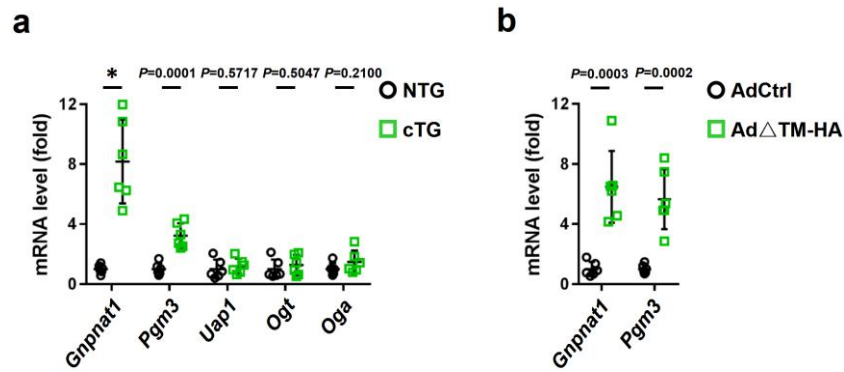 a
* P=0.0001 P=0.5717 P=0.5047 P=0.2100
NTG
cTG
mRNA level (fold)
12
8
4
0
Gnpnat1 Pgm3 Uap1 Ogt Oga
b
P=0.0003 P=0.0002
AdCtrl
Ad△TM-HA
mRNA level (fold)
12
8
4
0
Gnpnat1 Pgm3